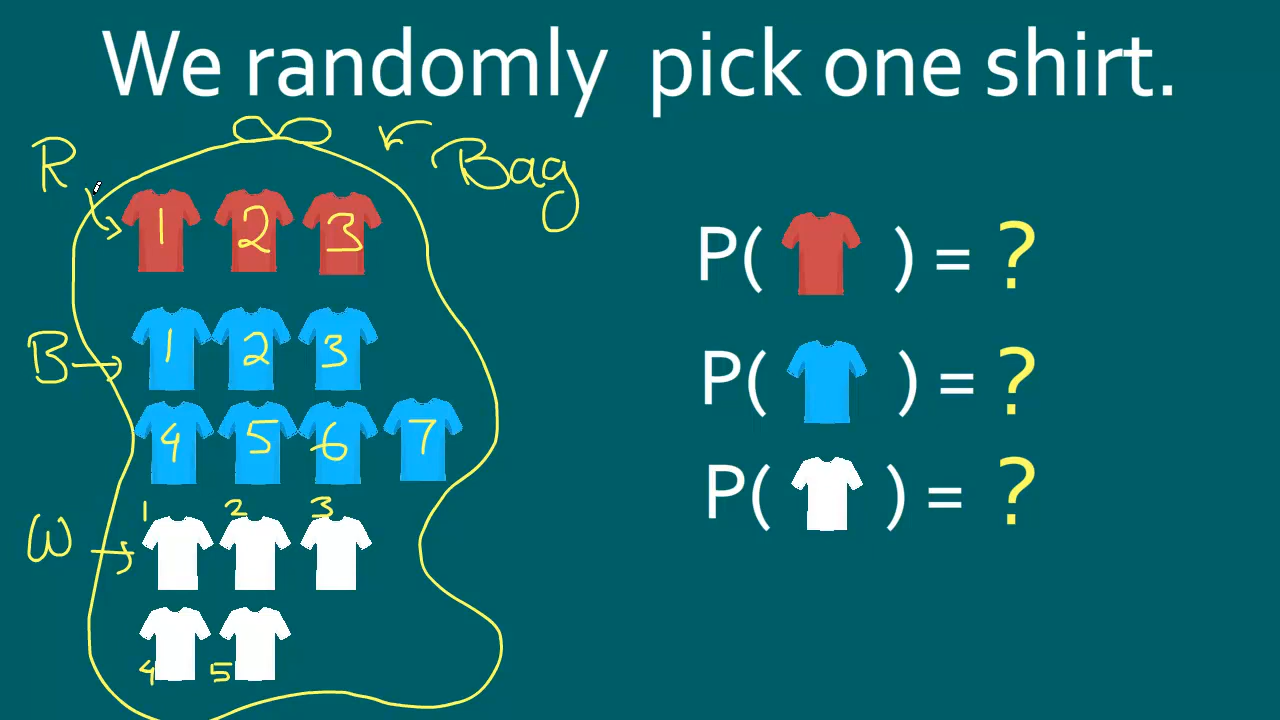 We randomly pick one shirt.
R
Bag
1 2 3
B
1 2 3
4 5 6 7
W
1 2 3
4 5
P( ) = ?
P( ) = ?
P( ) = ?